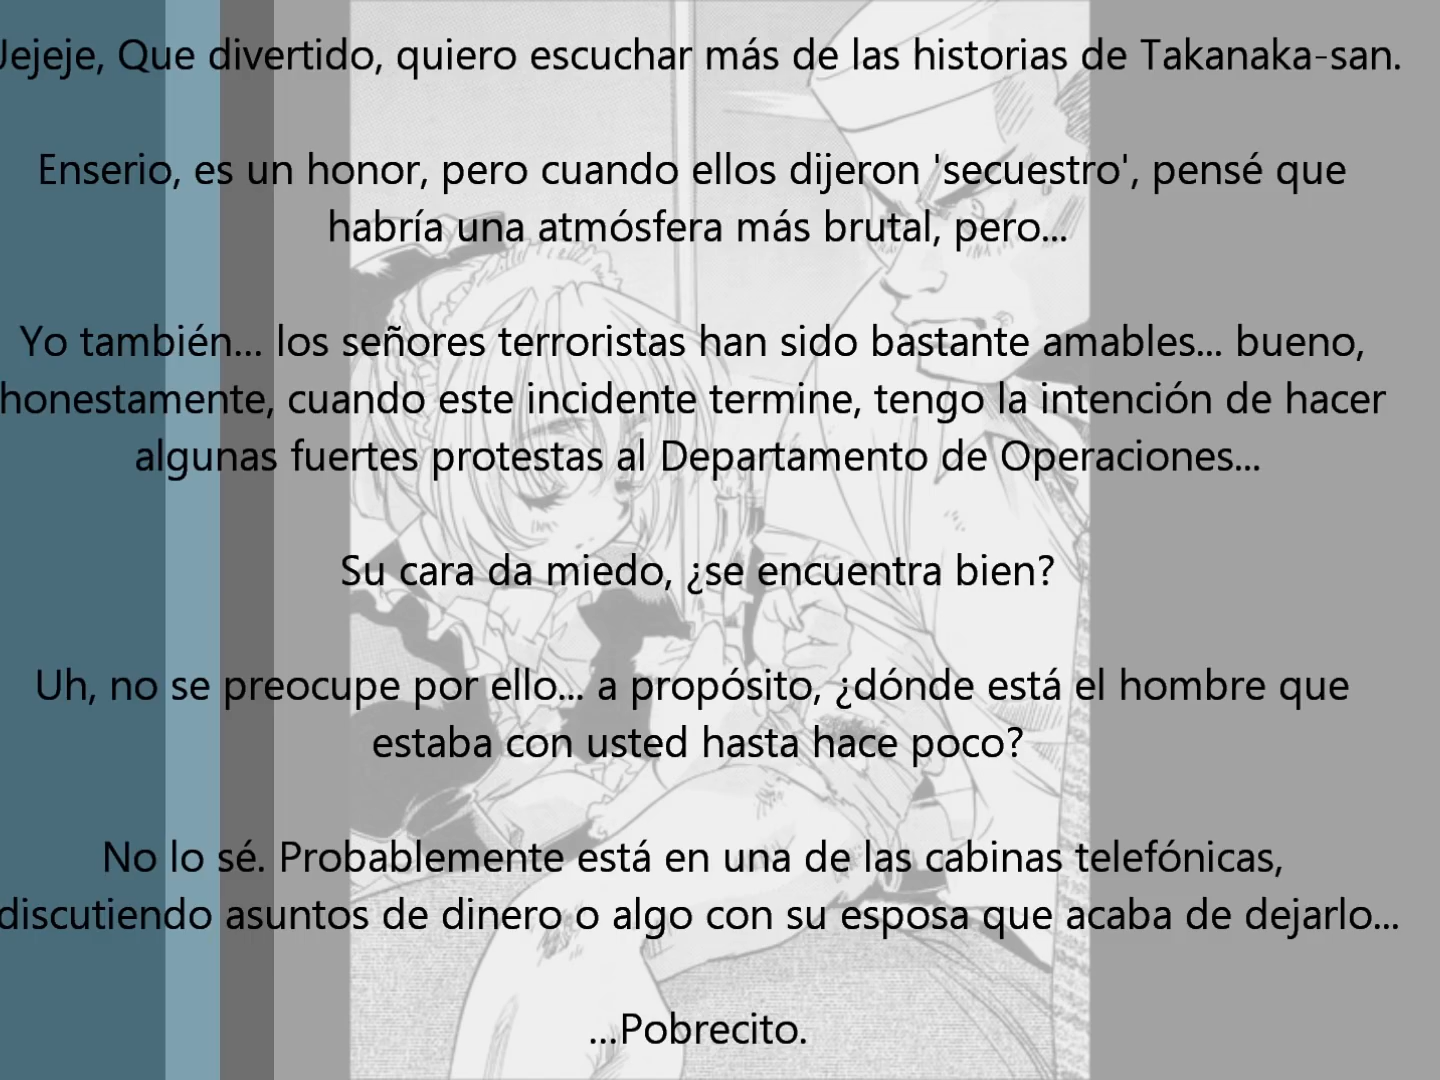 Jejeje, Que divertido, quiero escuchar más de las historias de Takanaka-san.
Enserio, es un honor, pero cuando ellos dijeron 'secuestro', pensé que
habría una atmósfera más brutal, pero...
Yo también... los señores terroristas han sido bastante amables... bueno,
honestamente, cuando este incidente termine, tengo la intención de hacer
algunas fuertes protestas al Departamento de Operaciones...
Su cara da miedo, ¿se encuentra bien?
Uh, no se preocupe por ello... a propósito, ¿dónde está el hombre que
estaba con usted hasta hace poco?
No lo sé. Probablemente está en una de las cabinas telefónicas,
discutiendo asuntos de dinero o algo con su esposa que acaba de dejarlo...
...Pobrecito.